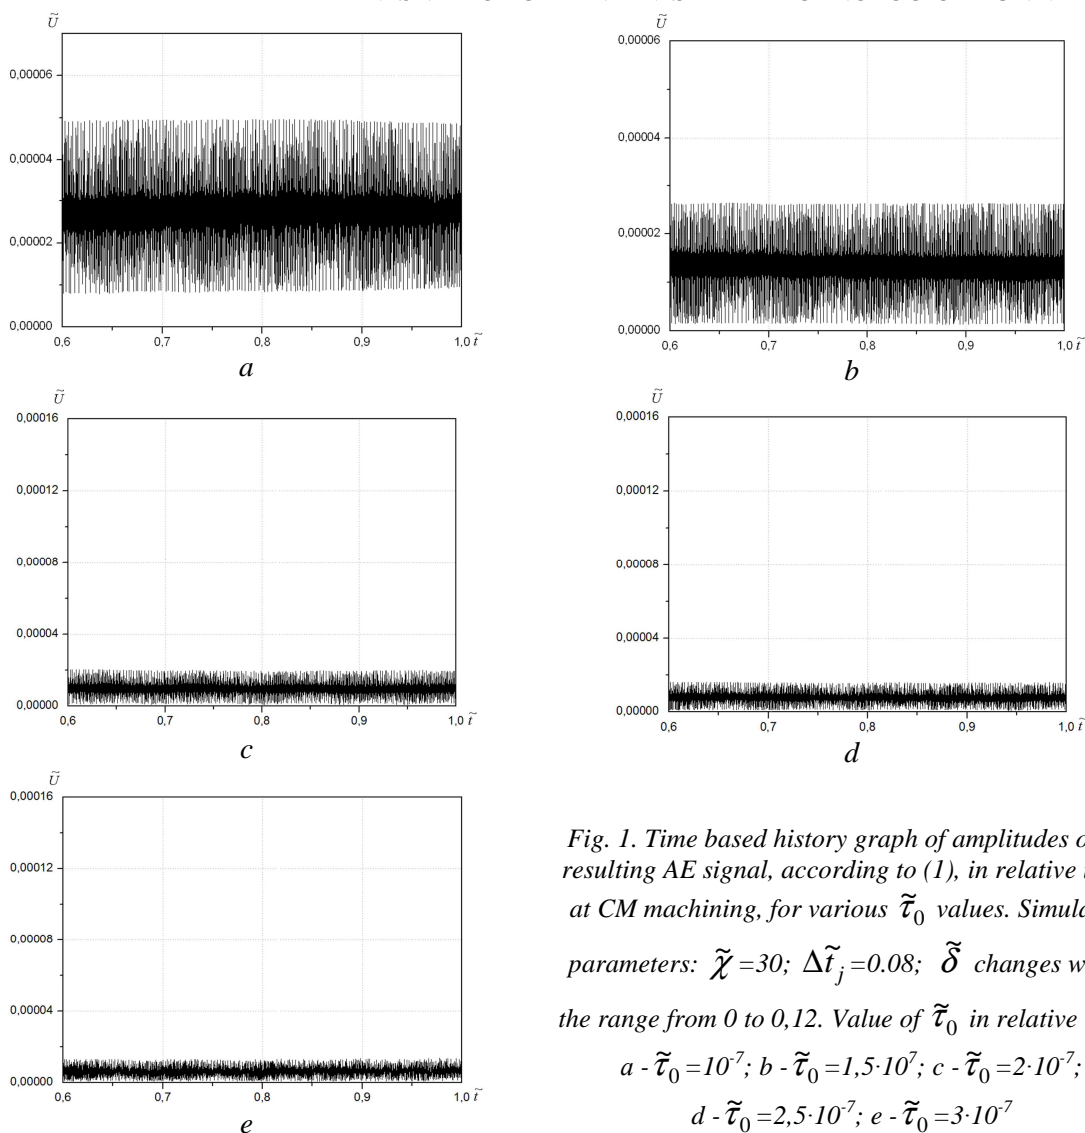 Ũ
0,00006
0,00004
0,00002
0,00000
0,6 0,7 0,8 0,9 1,0 t̃
a
Ũ
0,00006
0,00004
0,00002
0,00000
0,6 0,7 0,8 0,9 1,0 t̃
b
Ũ
0,00016
0,00012
0,00008
0,00004
0,00000
0,6 0,7 0,8 0,9 1,0 t̃
c
0,00016
0,00012
0,00008
0,00004
0,00000
0,6 0,7 0,8 0,9 1,0 t̃
d
Ũ
0,00016
0,00012
0,00008
0,00004
0,00000
0,6 0,7 0,8 0,9 1,0 t̃
e
Fig. 1. Time based history graph of amplitudes
resulting AE signal, according to (1), in relative
at CM machining, for various τ̃₀ values. Simula
parameters: χ̃ =30; Δt̃ⱼ=0.08; δ̃ changes w
the range from 0 to 0,12. Value of τ̃₀ in relative
a - τ̃₀ =10⁻⁷; b - τ̃₀ =1,5·10⁷; c - τ̃₀ =2·10⁻⁷;
d - τ̃₀ =2,5·10⁻⁷; e - τ̃₀ =3·10⁻⁷